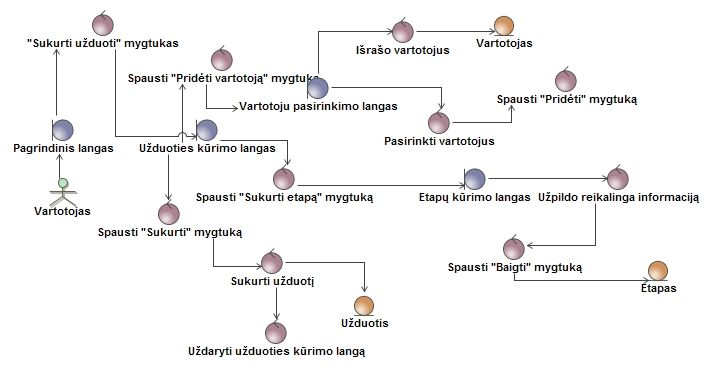 "Sukurti užduoti" mygtukas
Išrašo vartotojus
Vartotojas
Spausti "Pridėti vartotoją" mygtuką
Vartotoju pasirinkimo langas
Spausti "Pridėti" mygtuką
Pagrindinis langas
Užduoties kūrimo langas
Pasirinkti vartotojus
Spausti "Sukurti etapą" mygtuką
Etapų kūrimo langas
Užpildo reikalinga informaciją
Vartotojas
Spausti "Sukurti" mygtuką
Spausti "Baigti" mygtuką
Sukurti užduotį
Etapas
Užduotis
Uždaryti užduoties kūrimo langą